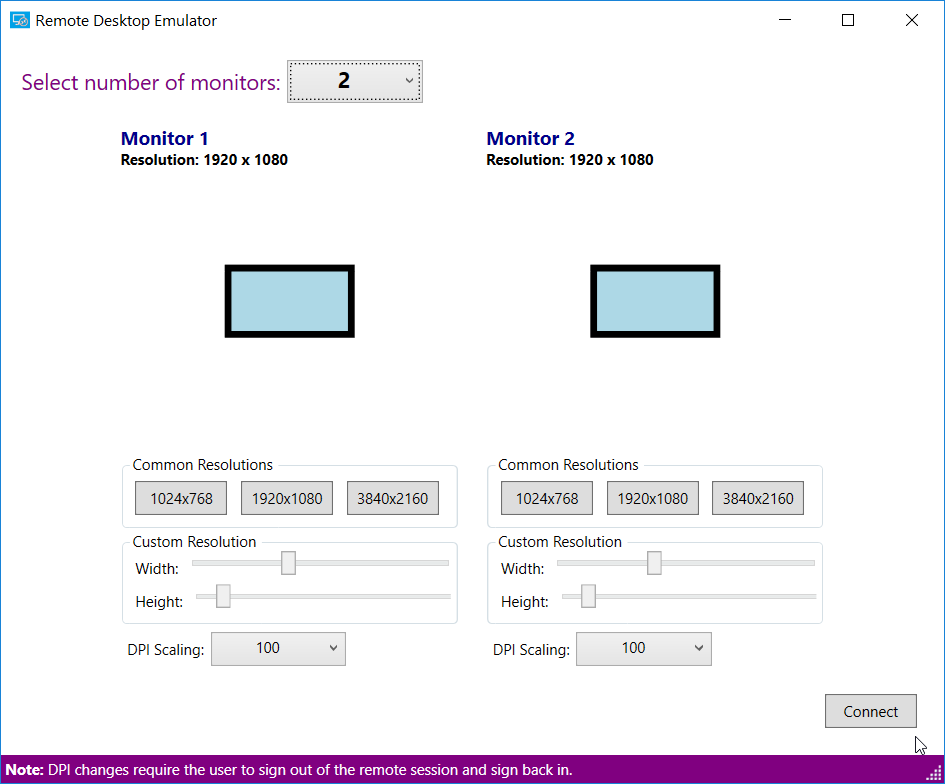 Remote Desktop Emulator
Select number of monitors: 2
Monitor 1
Resolution: 1920 x 1080
Monitor 2
Resolution: 1920 x 1080
Common Resolutions
1024x768 1920x1080 3840x2160
Custom Resolution
Width:
Height:
DPI Scaling: 100
Common Resolutions
1024x768 1920x1080 3840x2160
Custom Resolution
Width:
Height:
DPI Scaling: 100
Connect
Note: DPI changes require the user to sign out of the remote session and sign back in.